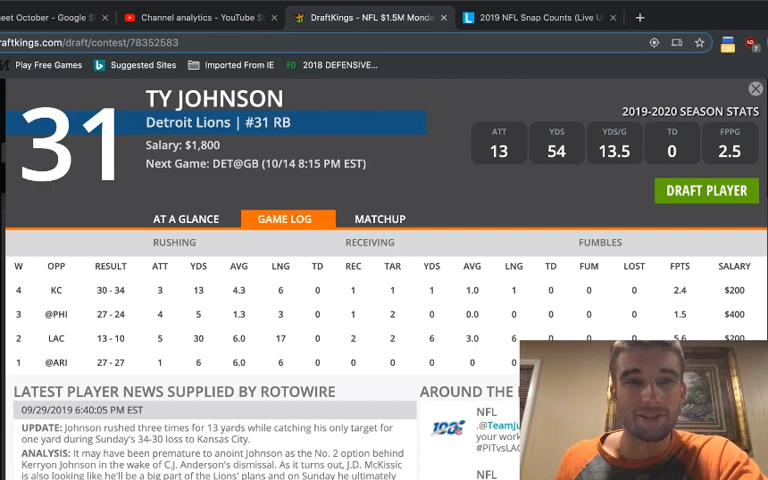 eet October - Google S
Channel analytics - YouTube S
DraftKings - NFL $1.5M Monda
2019 NFL Snap Counts (Live U
raftkings.com/draft/contest/78352583
Play Free Games
Suggested Sites
Imported From IE
2018 DEFENSIVE...
31
TY JOHNSON
Detroit Lions | #31 RB
Salary: $1,800
Next Game: DET@GB (10/14 8:15 PM EST)
2019-2020 SEASON STATS
ATT YDS YDS/G TD FPPG
13 54 13.5 0 2.5
DRAFT PLAYER
AT A GLANCE GAME LOG MATCHUP
RUSHING RECEIVING FUMBLES
W OPP RESULT ATT YDS AVG LNG TD REC TAR YDS AVG LNG TD FUM LOST FPTS SALARY
4 KC 30 - 34 3 13 4.3 6 0 1 1 1 1.0 1 0 0 0 2.4 $200
3 @PHI 27 - 24 4 5 1.3 3 0 1 2 0 0.0 0 0 0 0 1.5 $400
2 LAC 13 - 10 5 30 6.0 17 0 2 2 6 3.0 6 0 0 0 5.6 $200
1 @ARI 27 - 27 1 6 6.0 6 0 0 0 0 0
LATEST PLAYER NEWS SUPPLIED BY ROTOWIRE
09/29/2019 6:40:05 PM EST
UPDATE: Johnson rushed three times for 13 yards while catching his only target for
one yard during Sunday's 34-30 loss to Kansas City.
ANALYSIS: It may have been premature to anoint Johnson as the No. 2 option behind
Kerryon Johnson in the wake of C.J. Anderson's dismissal. As it turns out, J.D. McKissic
is also looking like he'll be a big part of the Lions' plans and on Sunday he ultimately
AROUND THE
NFL
.@TeamJu
your work
#PITvsLAC
NFL